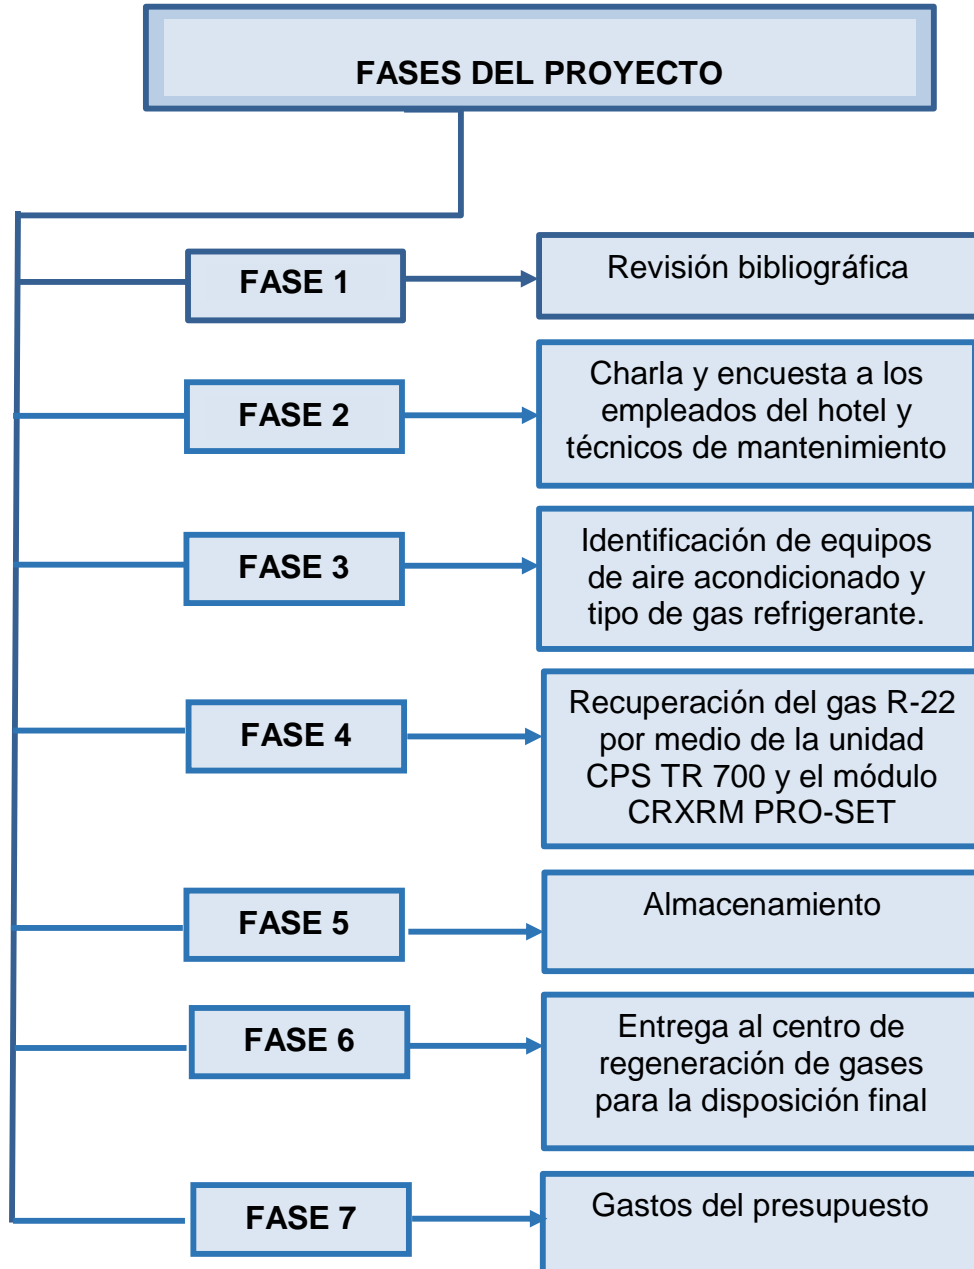 FASES DEL PROYECTO
FASE 1
Revisión bibliográfica
FASE 2
Charla y encuesta a los
empleados del hotel y
técnicos de mantenimiento
FASE 3
Identificación de equipos
de aire acondicionado y
tipo de gas refrigerante.
FASE 4
Recuperación del gas R-22
por medio de la unidad
CPS TR 700 y el módulo
CRXRM PRO-SET
FASE 5
Almacenamiento
FASE 6
Entrega al centro de
regeneración de gases
para la disposición final
FASE 7
Gastos del presupuesto